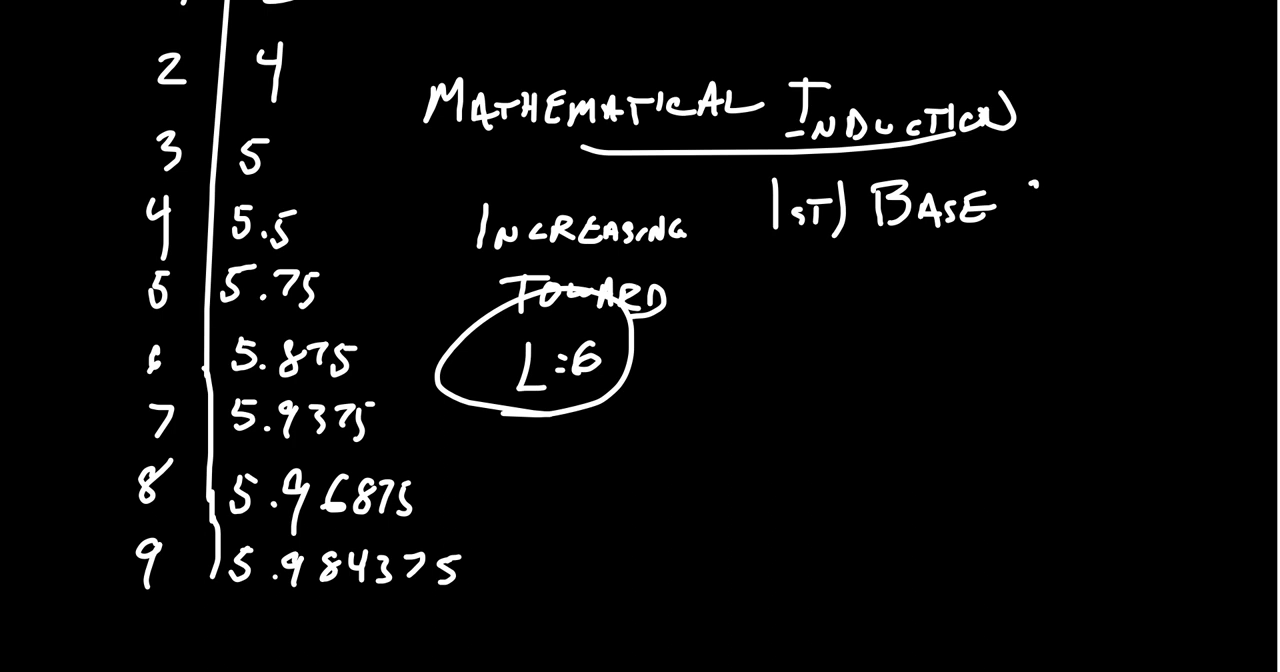 2 4
MATHEMATICAL INDUCTION
3 5
1ST) BASE
4 5.5
INCREASING
5 5.75
TOWARD
6 5.875
L=6
7 5.9375
8 5.96875
9 5.984375